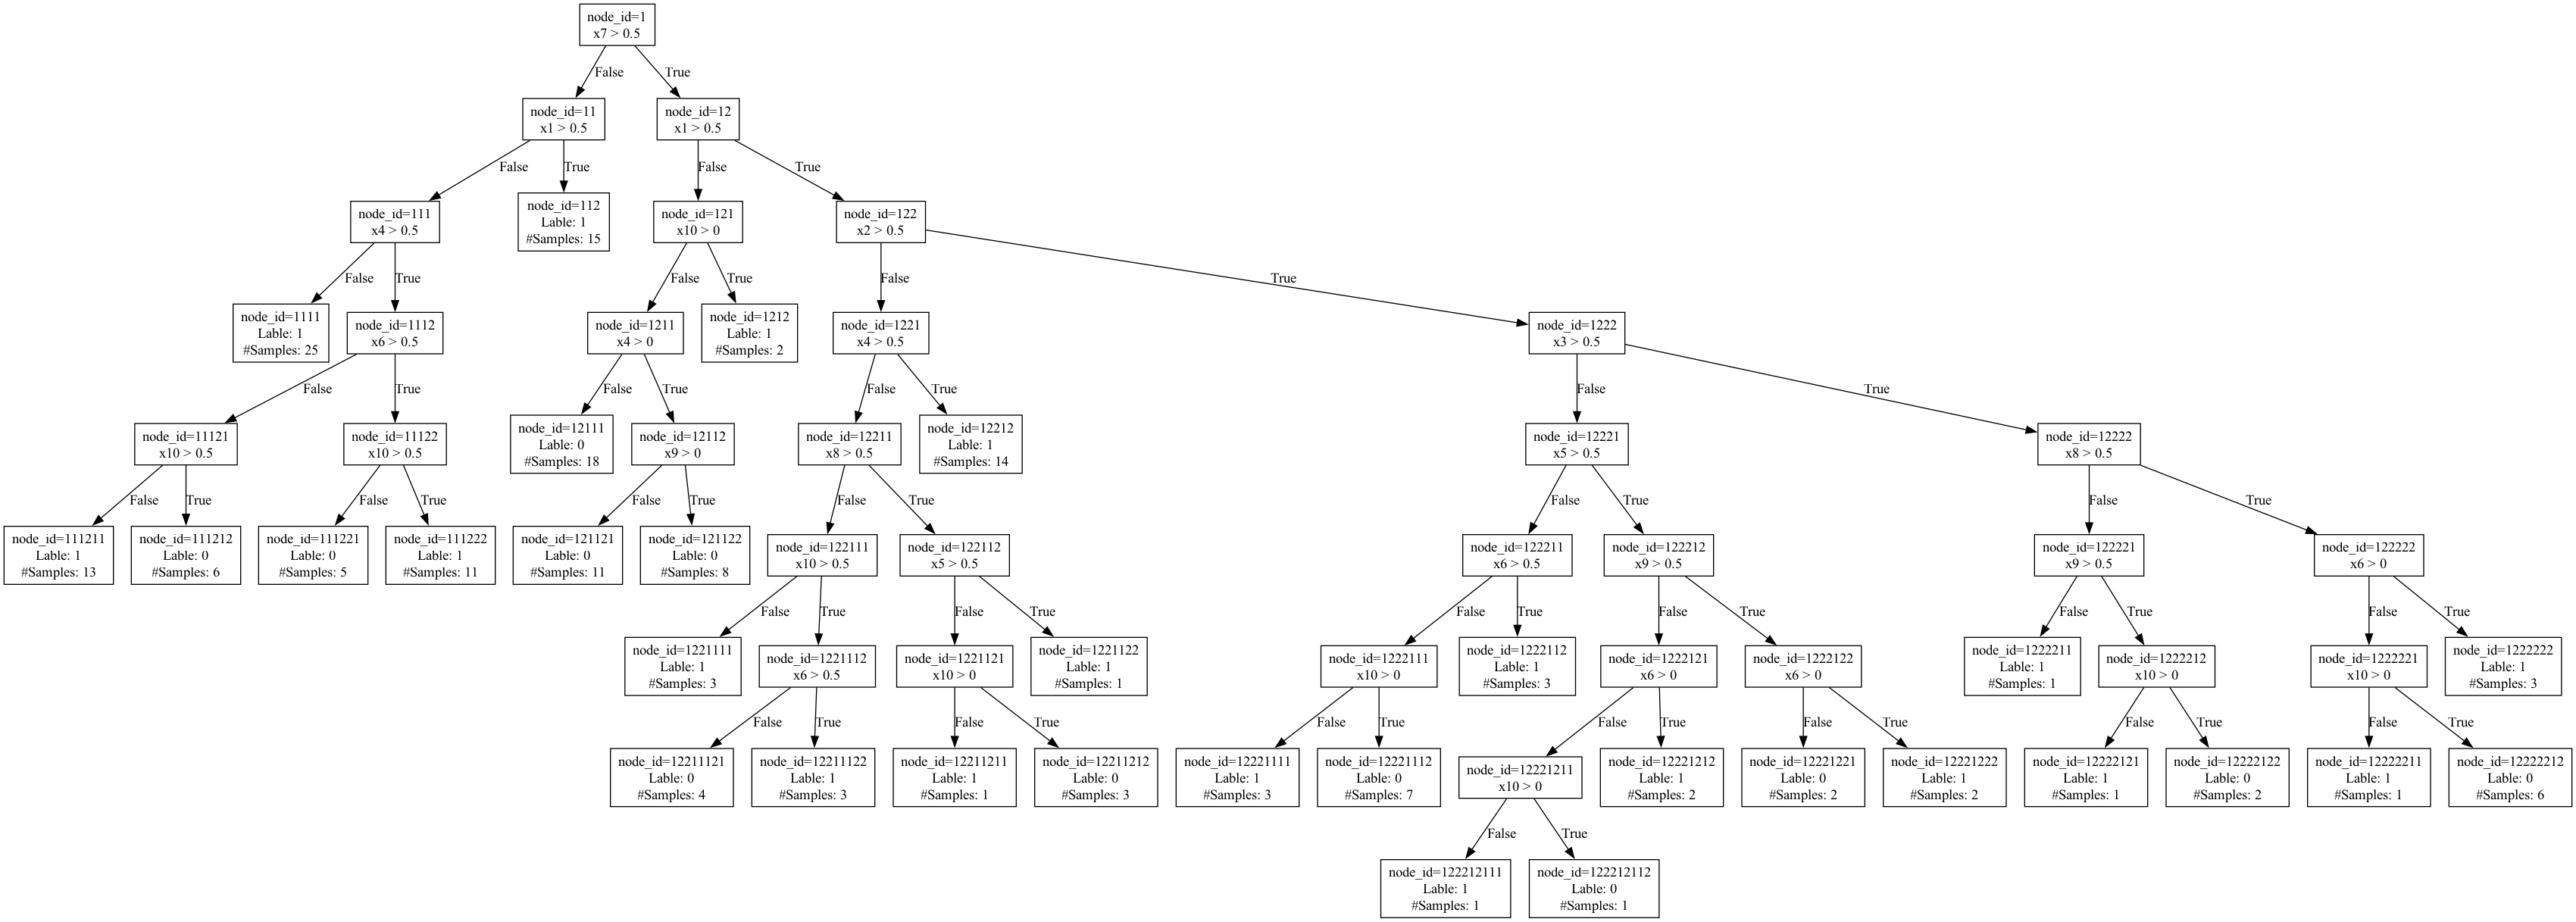 node_id=1
x7 > 0.5
False
True
node_id=11
x1 > 0.5
node_id=12
x1 > 0.5
False
True
False
True
node_id=111
x4 > 0.5
node_id=112
Lable: 1
#Samples: 15
node_id=121
x10 > 0
node_id=122
x2 > 0.5
False
True
False
True
False
True
node_id=1111
Lable: 1
#Samples: 25
node_id=1112
x6 > 0.5
node_id=1211
x4 > 0
node_id=1212
Lable: 1
#Samples: 2
node_id=1221
x4 > 0.5
node_id=1222
x3 > 0.5
False
True
False
True
False
True
False
True
node_id=11121
x10 > 0.5
node_id=11122
x10 > 0.5
node_id=12111
Lable: 0
#Samples: 18
node_id=12112
x9 > 0
node_id=12211
x8 > 0.5
node_id=12212
Lable: 1
#Samples: 14
node_id=12221
x5 > 0.5
node_id=12222
x8 > 0.5
False
True
False
True
False
True
False
True
False
True
False
True
node_id=111211
Lable: 1
#Samples: 13
node_id=111212
Lable: 0
#Samples: 6
node_id=111221
Lable: 0
#Samples: 5
node_id=111222
Lable: 1
#Samples: 11
node_id=121121
Lable: 0
#Samples: 11
node_id=121122
Lable: 0
#Samples: 8
node_id=122111
x10 > 0.5
node_id=122112
x5 > 0.5
node_id=122211
x6 > 0.5
node_id=122212
x9 > 0.5
node_id=122221
x9 > 0.5
node_id=122222
x6 > 0
False
True
False
True
False
True
False
True
False
True
False
True
node_id=1221111
Lable: 1
#Samples: 3
node_id=1221112
x6 > 0.5
node_id=1221121
x10 > 0
node_id=1221122
Lable: 1
#Samples: 1
node_id=1222111
x10 > 0
node_id=1222112
Lable: 1
#Samples: 3
node_id=1222121
x6 > 0
node_id=1222122
x6 > 0
node_id=1222211
Lable: 1
#Samples: 1
node_id=1222212
x10 > 0
node_id=1222221
x10 > 0
node_id=1222222
Lable: 1
#Samples: 3
False
True
False
True
False
True
False
True
False
True
False
True
False
True
node_id=12211121
Lable: 0
#Samples: 4
node_id=12211122
Lable: 1
#Samples: 3
node_id=12211211
Lable: 1
#Samples: 1
node_id=12211212
Lable: 0
#Samples: 3
node_id=12221111
Lable: 1
#Samples: 3
node_id=12221112
Lable: 0
#Samples: 7
node_id=12221211
x10 > 0
node_id=12221212
Lable: 1
#Samples: 2
node_id=12221221
Lable: 0
#Samples: 2
node_id=12221222
Lable: 1
#Samples: 2
node_id=12222121
Lable: 1
#Samples: 1
node_id=12222122
Lable: 0
#Samples: 2
node_id=12222211
Lable: 1
#Samples: 1
node_id=12222212
Lable: 0
#Samples: 6
False
True
node_id=122212111
Lable: 1
#Samples: 1
node_id=122212112
Lable: 0
#Samples: 1